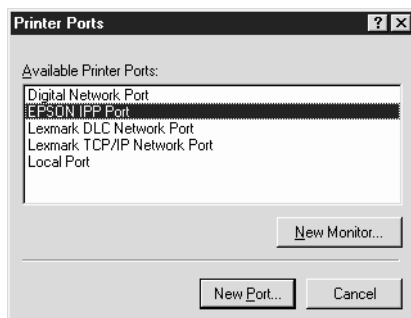 Printer Ports
Available Printer Ports:
Digital Network Port
EPSON IPP Port
Lexmark DLC Network Port
Lexmark TCP/IP Network Port
Local Port
New Monitor...
New Port...
Cancel